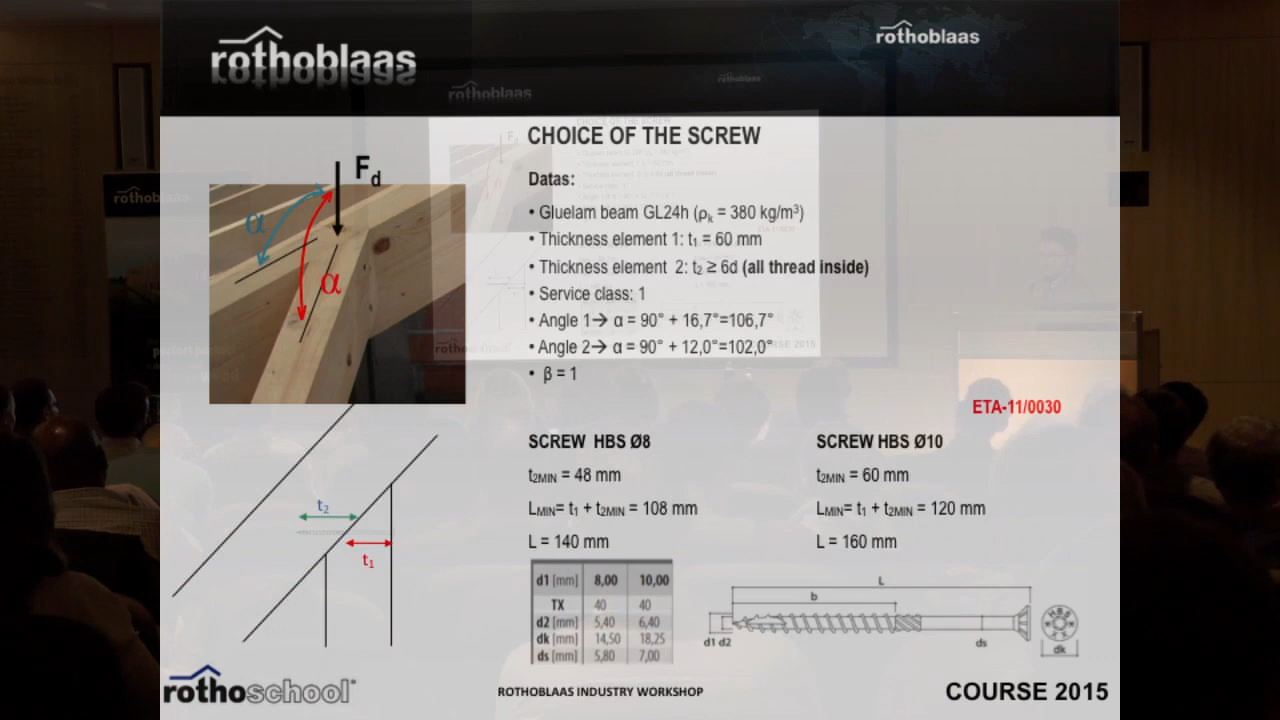 rothoblaas
rothoblaas
rothoblaas
rothoblaas
rothoblaas
CHOICE OF THE SCREW
Fd
α
α
Datas:
• Gluelam beam GL24h (ρk = 380 kg/m³)
• Thickness element 1: t1 = 60 mm
• Thickness element 2: t2 ≥ 6d (all thread inside)
• Service class: 1
• Angle 1→ α = 90° + 16,7°=106,7°
• Angle 2→ α = 90° + 12,0°=102,0°
• β = 1
COURSE 2015
ETA-11/0030
SCREW HBS Ø8
t2MIN = 48 mm
LMIN= t1 + t2MIN = 108 mm
L = 140 mm
SCREW HBS Ø10
t2MIN = 60 mm
LMIN= t1 + t2MIN = 120 mm
L = 160 mm
t2
t1
d1 [mm] 8,00 10,00
TX 40 40
d2 [mm] 5,40 6,40
dk [mm] 14,50 18,25
ds [mm] 5,80 7,00
L
b
d1 d2
ds
HBS
dk
rothoschool
ROTHOBLAAS INDUSTRY WORKSHOP
COURSE 2015